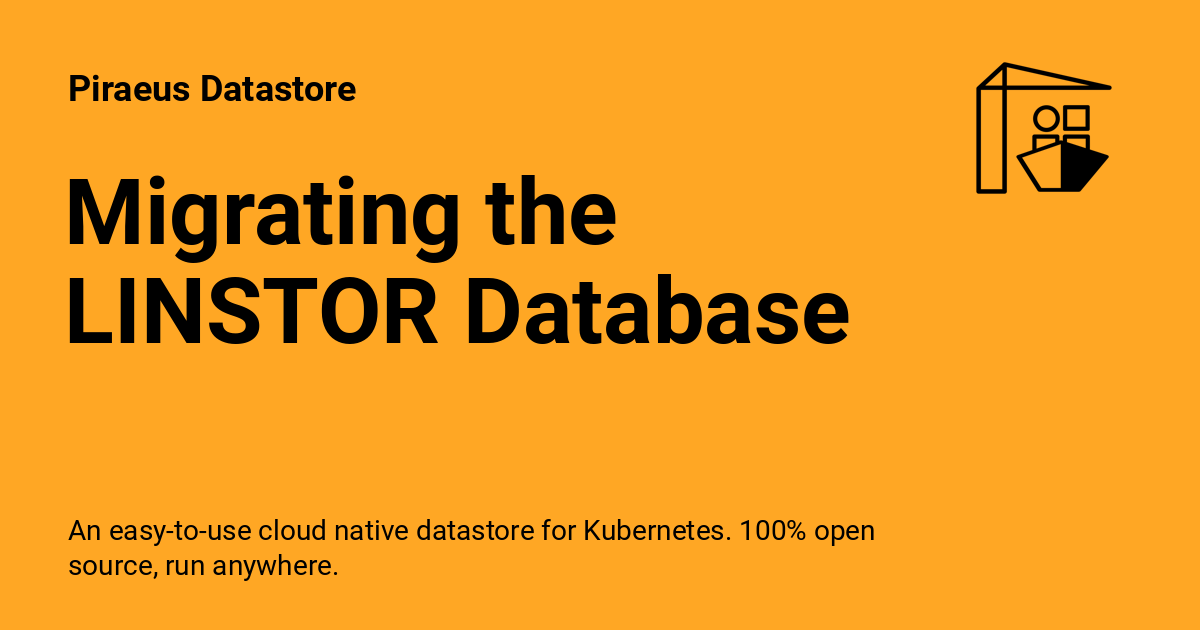 Piraeus Datastore
Migrating the
LINSTOR Database
An easy-to-use cloud native datastore for Kubernetes. 100% open
source, run anywhere.